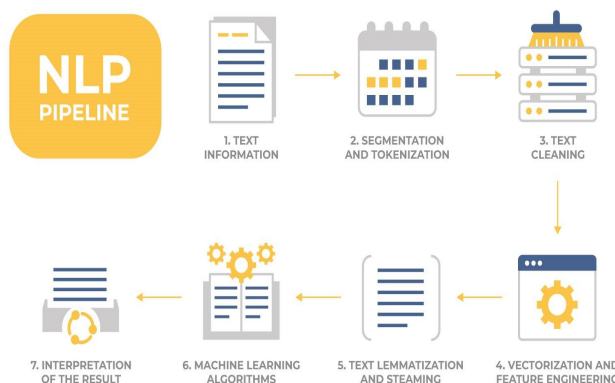 NLP
PIPELINE
1. TEXT
INFORMATION
2. SEGMENTATION
AND TOKENIZATION
3. TEXT
CLEANING
4. VECTORIZATION AND
FEATURE ENGINEERING
5. TEXT LEMMATIZATION
AND STEAMING
6. MACHINE LEARNING
ALGORITHMS
7. INTERPRETATION
OF THE RESULT